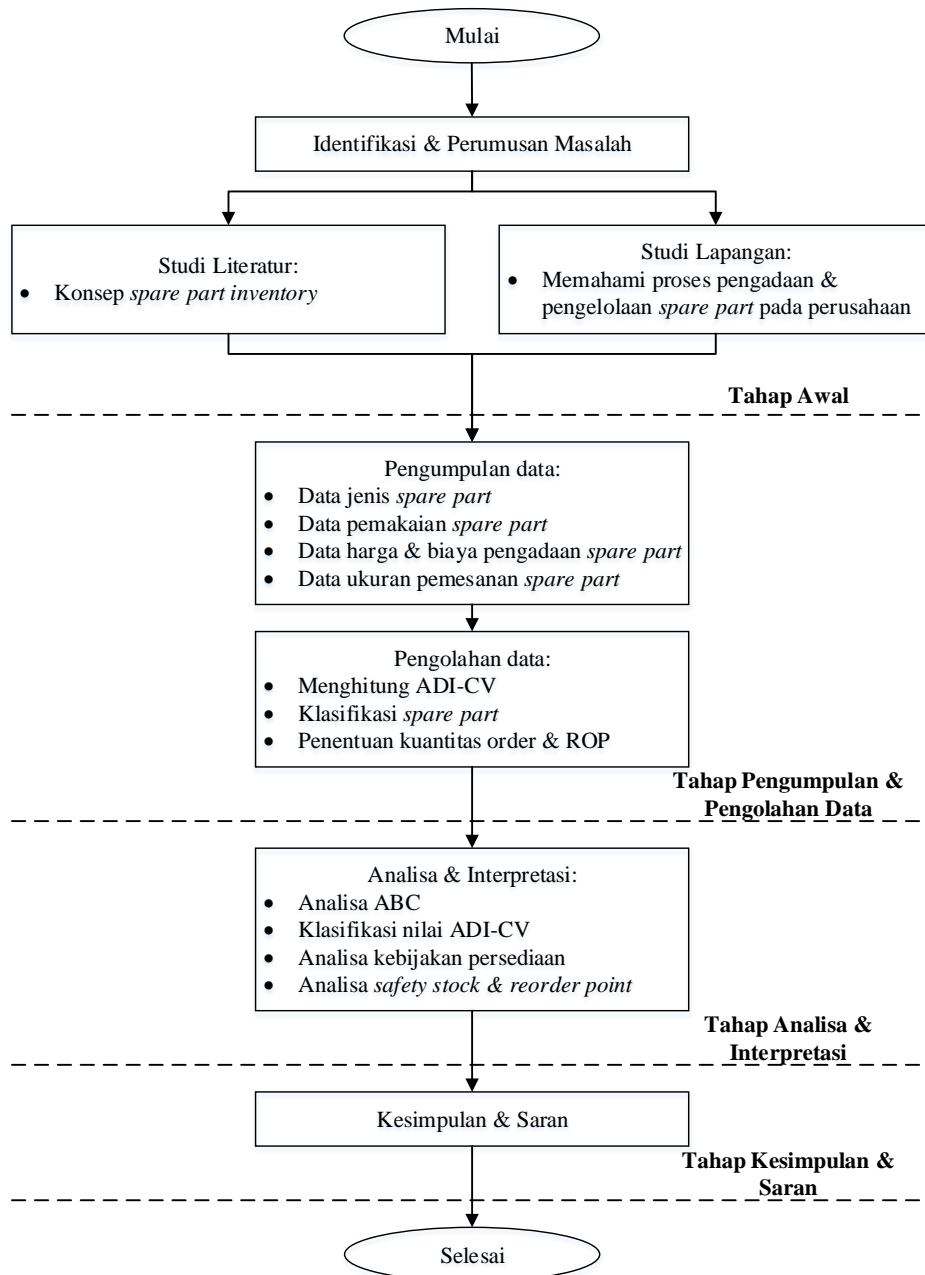 Mulai
Identifikasi & Perumusan Masalah
Studi Literatur:
• Konsep spare part inventory
Studi Lapangan:
• Memahami proses pengadaan &
pengelolaan spare part pada perusahaan
Tahap Awal
Pengumpulan data:
• Data jenis spare part
• Data pemakaian spare part
• Data harga & biaya pengadaan spare part
• Data ukuran pemesanan spare part
Pengolahan data:
• Menghitung ADI-CV
• Klasifikasi spare part
• Penentuan kuantitas order & ROP
Tahap Pengumpulan &
Pengolahan Data
Analisa & Interpretasi:
• Analisa ABC
• Klasifikasi nilai ADI-CV
• Analisa kebijakan persediaan
• Analisa safety stock & reorder point
Tahap Analisa &
Interpretasi
Kesimpulan & Saran
Tahap Kesimpulan &
Saran
Selesai